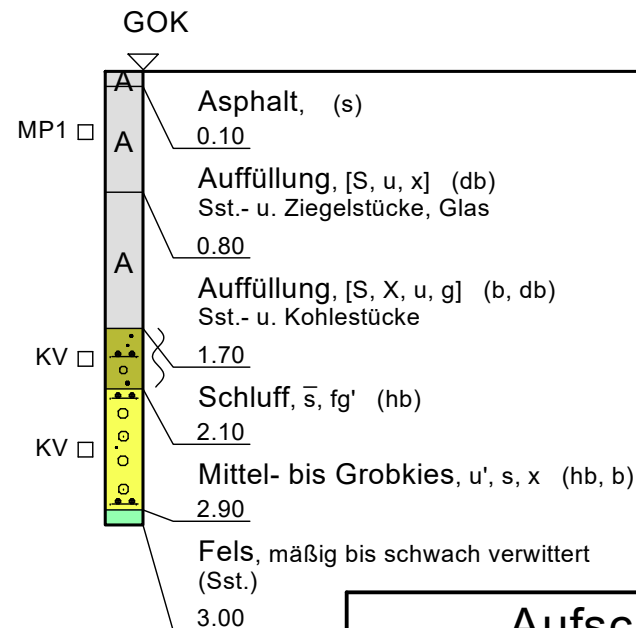 GOK
A
Asphalt, (s)
MP1
A
0.10
Auffüllung, [S, u, x] (db)
Sst.- u. Ziegelstücke, Glas
0.80
A
Auffüllung, [S, X, u, g] (b, db)
Sst.- u. Kohlestücke
KV
1.70
Schluff, s̅, fg' (hb)
2.10
KV
Mittel- bis Grobkies, u', s, x (hb, b)
2.90
Fels, mäßig bis schwach verwittert
(Sst.)
3.00